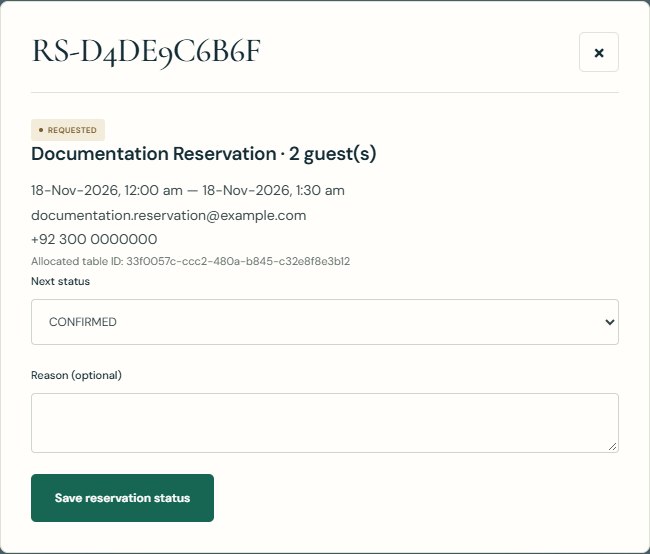 RS-D4DE9C6B6F
×
REQUESTED
Documentation Reservation · 2 guest(s)
18-Nov-2026, 12:00 am — 18-Nov-2026, 1:30 am
documentation.reservation@example.com
+92 300 0000000
Allocated table ID: 33f0057c-ccc2-480a-b845-c32e8f8e3b12
Next status
CONFIRMED
Reason (optional)
Save reservation status